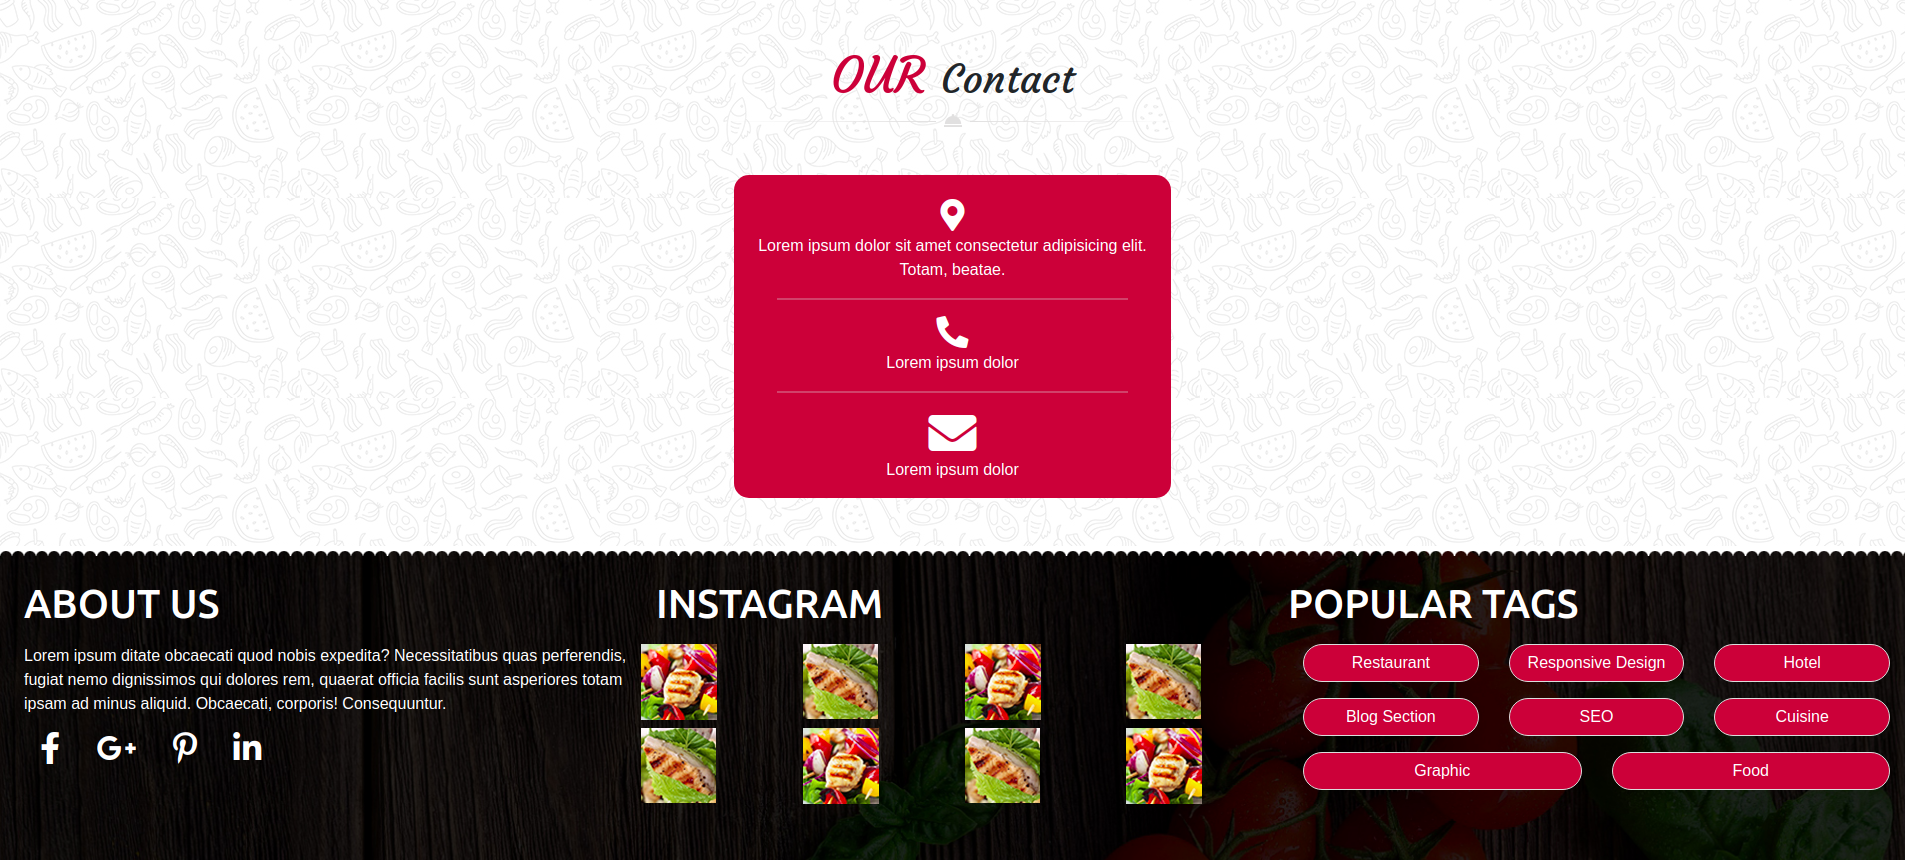 OUR Contact
Lorem ipsum dolor sit amet consectetur adipisicing elit.
Totam, beatae.
Lorem ipsum dolor
Lorem ipsum dolor
ABOUT US
Lorem ipsum ditate obcaecati quod nobis expedita? Necessitatibus quas perferendis,
fugiat nemo dignissimos qui dolores rem, quaerat officia facilis sunt asperiores totam
ipsam ad minus aliquid. Obcaecati, corporis! Consequuntur.
INSTAGRAM
POPULAR TAGS
Restaurant
Responsive Design
Hotel
Blog Section
SEO
Cuisine
Graphic
Food